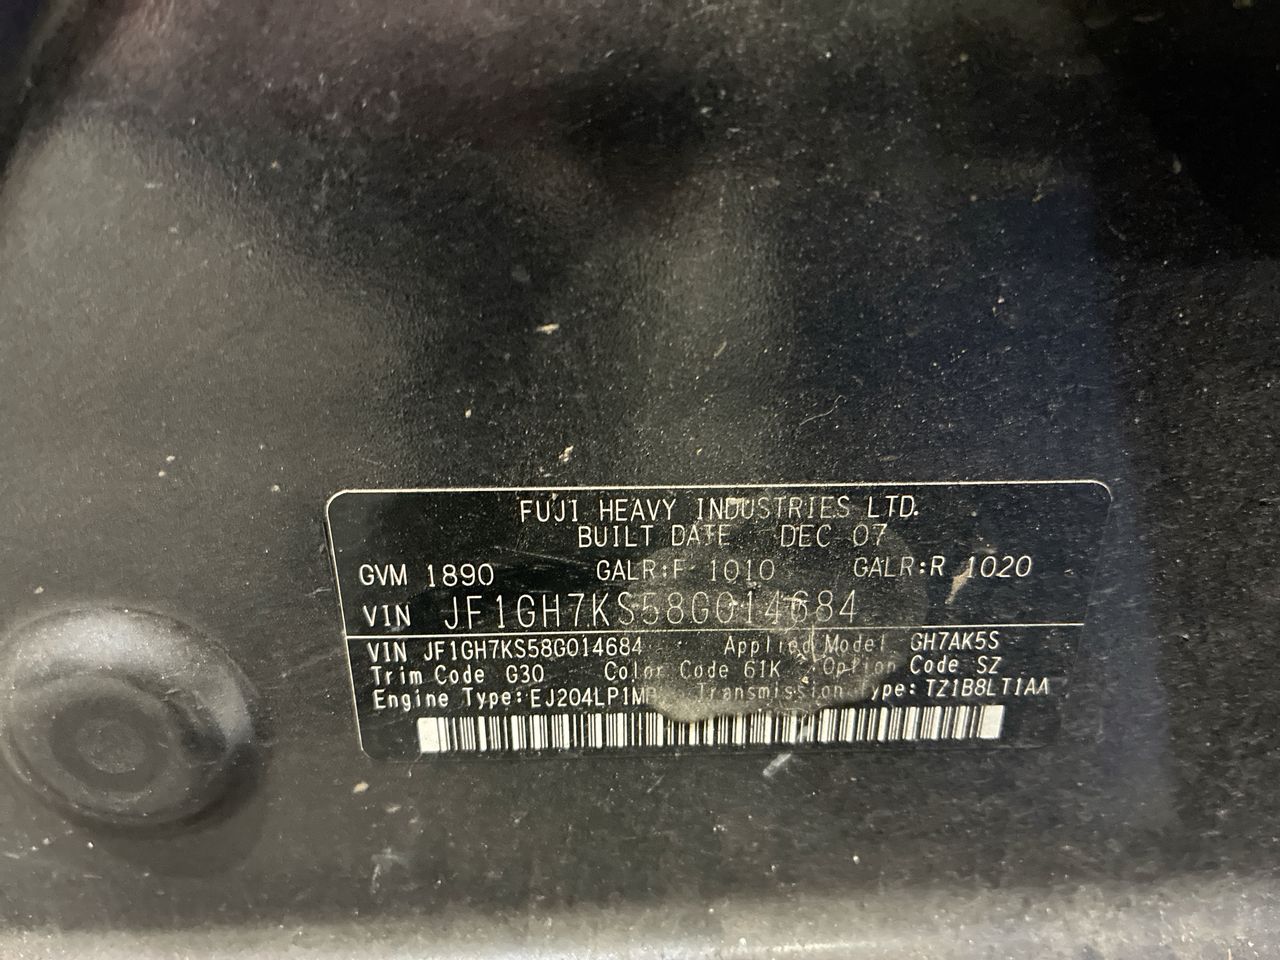 FUJI HEAVY INDUSTRIES LTD.
BUILT DATE DEC 07
GVM 1890 GALR:F 1010 GALR:R 1020
VIN JF1GH7KS58G014684
VIN JF1GH7KS58G014684 Applied Model GH7AK5S
Trim Code G30 Color Code 61K Option Code SZ
Engine Type: Transmission Type: TZ1B8LT1AA